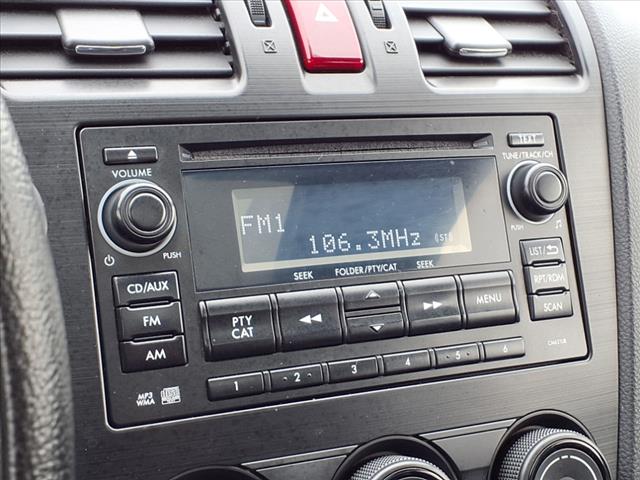 TEXT
VOLUME
TUNE/TRACK/CH
FM1
106.3MHz
ST
PUSH
PUSH
SEEK FOLDER/PTY/CAT SEEK
CD/AUX
FM
AM
PTY
CAT
MENU
LIST/
RPT/RDM
SCAN
1 2 3 4 5 6
MP3
WMA